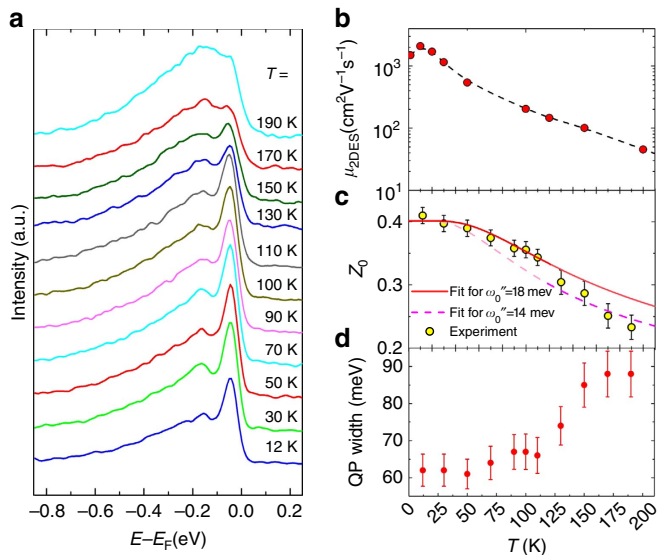 a
T =
190 K
170 K
150 K
130 K
110 K
100 K
90 K
70 K
50 K
30 K
12 K
Intensity (a.u.)
−0.8 −0.6 −0.4 −0.2 0.0 0.2
E−E_F(eV)
b
10³
10²
10¹
μ_2DES(cm²V⁻¹s⁻¹)
c
0.4
0.3
0.2
Z₀
Fit for ω₀″=18 mev
Fit for ω₀″=14 mev
Experiment
d
90
80
70
60
QP width (meV)
0 25 50 75 100 125 150 175 200
T (K)